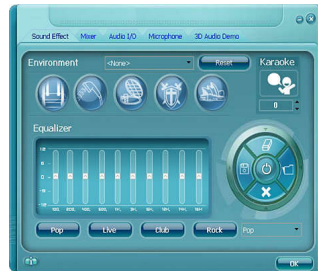 Sound Effect Mixer Audio I/O Microphone 3D Audio Demo
Environment <None> Reset Karaoke
0
Equalizer
Pop Live Club Rock Pop
OK